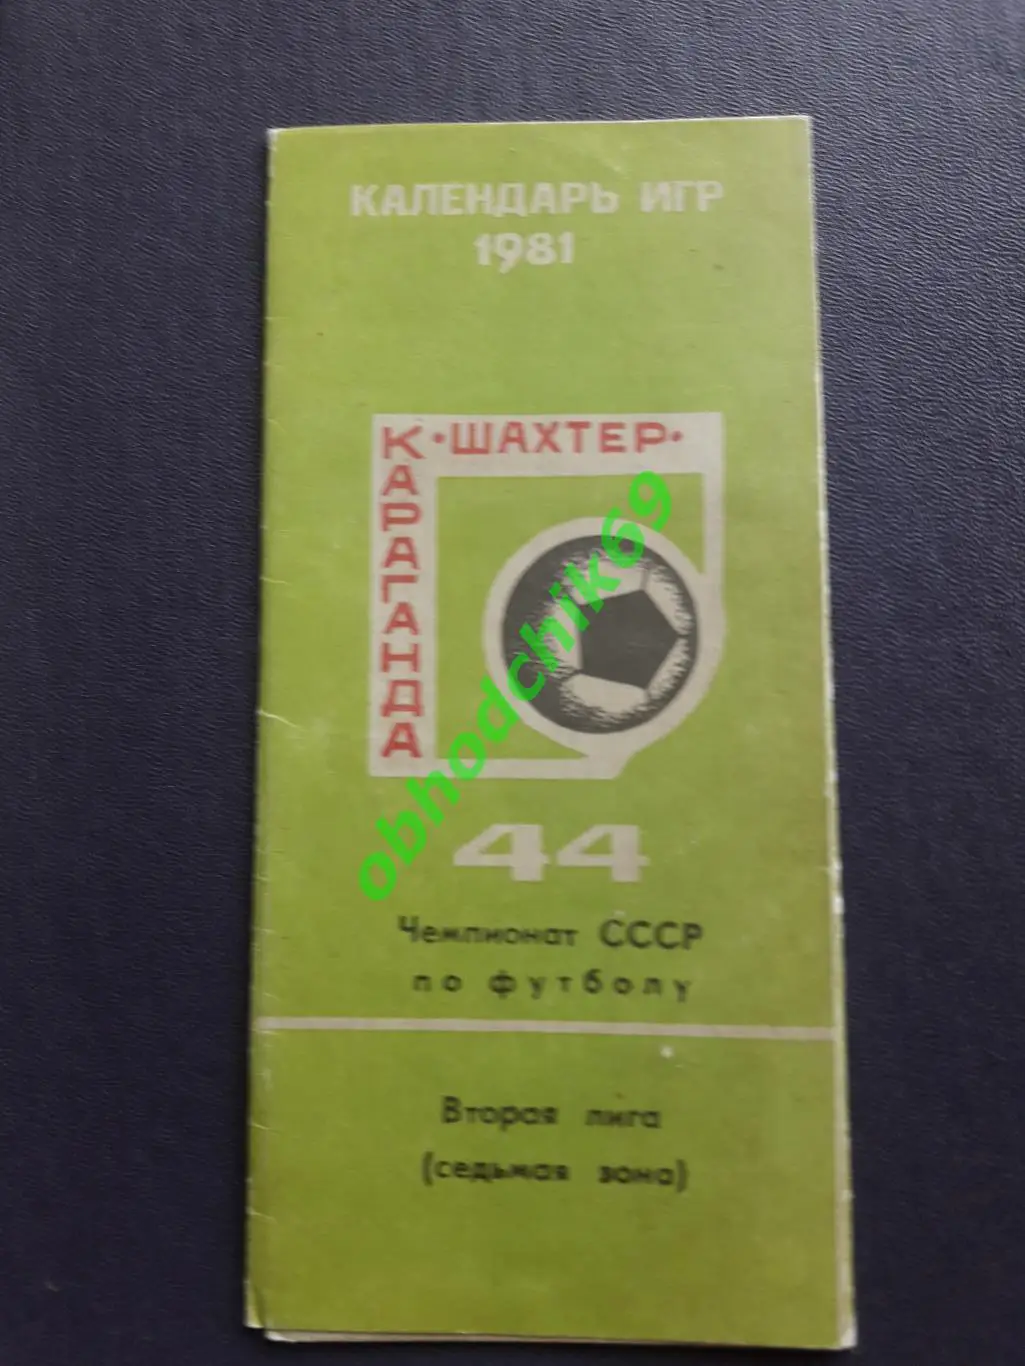 КАЛЕНДАРЬ ИГР
1981
•ШАХТЕР•
КАРАГАНДА
obhodchik69
44
Чемпионат СССР
по футболу
Вторая лига
(седьмая зона)